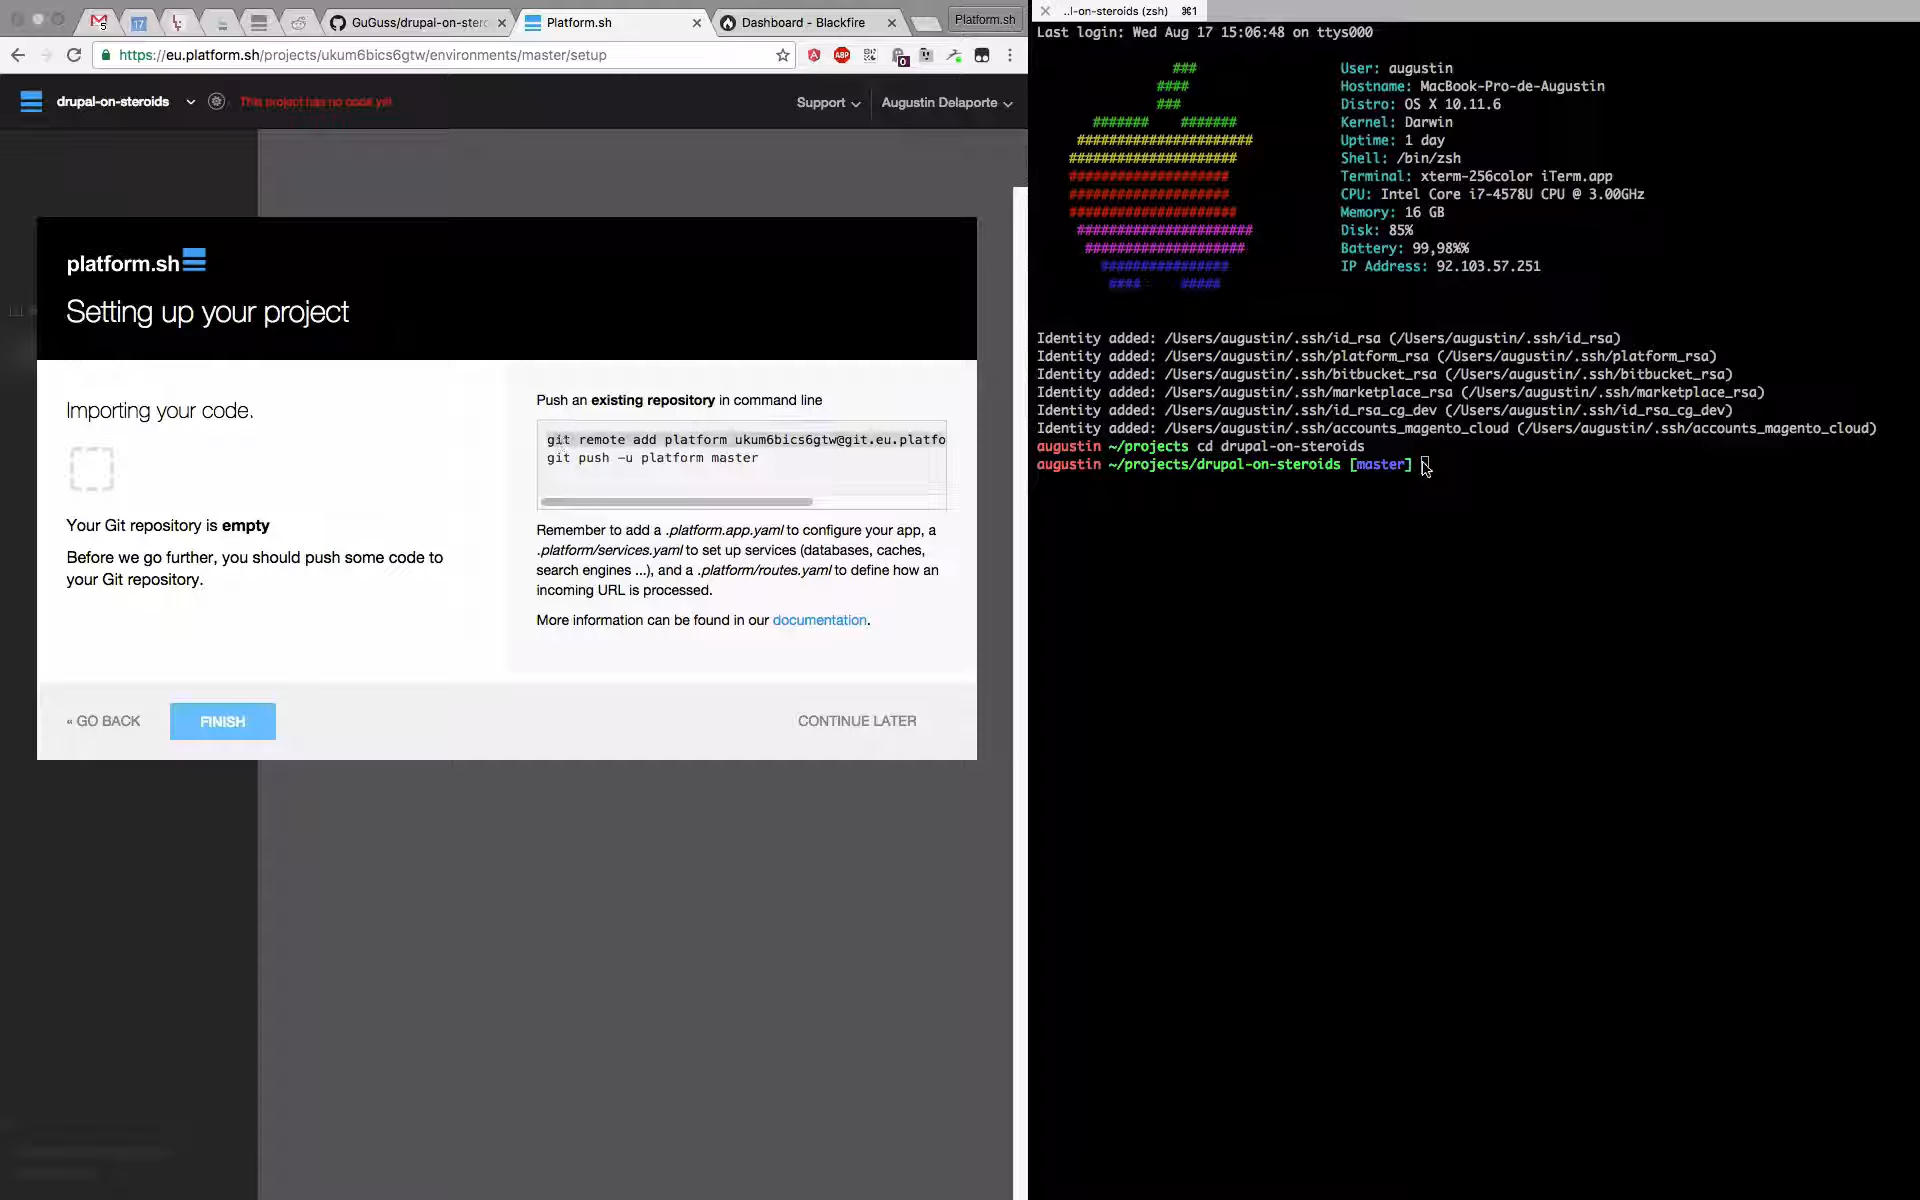 GuGuss/drupal-on-sterc
Platform.sh
Dashboard - Blackfire
Platform.sh
https://eu.platform.sh/projects/ukum6bics6gtw/environments/master/setup
ABP
drupal-on-steroids
This project has no code yet
Support
Augustin Delaporte
platform.sh
Setting up your project
Importing your code.
Your Git repository is empty
Before we go further, you should push some code to
your Git repository.
Push an existing repository in command line
git remote add platform ukum6bics6gtw@git.eu.platfo
git push -u platform master
Remember to add a .platform.app.yaml to configure your app, a
.platform/services.yaml to set up services (databases, caches,
search engines ...), and a .platform/routes.yaml to define how an
incoming URL is processed.
More information can be found in our documentation.
« GO BACK
FINISH
CONTINUE LATER
..l-on-steroids (zsh) ⌘1
Last login: Wed Aug 17 15:06:48 on ttys000
###
####
###
####### #######
######################
#####################
####################
####################
#####################
######################
####################
################
#### #####
User: augustin
Hostname: MacBook-Pro-de-Augustin
Distro: OS X 10.11.6
Kernel: Darwin
Uptime: 1 day
Shell: /bin/zsh
Terminal: xterm-256color iTerm.app
CPU: Intel Core i7-4578U CPU @ 3.00GHz
Memory: 16 GB
Disk: 85%
Battery: 99,98%%
IP Address: 92.103.57.251
Identity added: /Users/augustin/.ssh/id_rsa (/Users/augustin/.ssh/id_rsa)
Identity added: /Users/augustin/.ssh/platform_rsa (/Users/augustin/.ssh/platform_rsa)
Identity added: /Users/augustin/.ssh/bitbucket_rsa (/Users/augustin/.ssh/bitbucket_rsa)
Identity added: /Users/augustin/.ssh/marketplace_rsa (/Users/augustin/.ssh/marketplace_rsa)
Identity added: /Users/augustin/.ssh/id_rsa_cg_dev (/Users/augustin/.ssh/id_rsa_cg_dev)
Identity added: /Users/augustin/.ssh/accounts_magento_cloud (/Users/augustin/.ssh/accounts_magento_cloud)
augustin ~/projects cd drupal-on-steroids
augustin ~/projects/drupal-on-steroids [master]